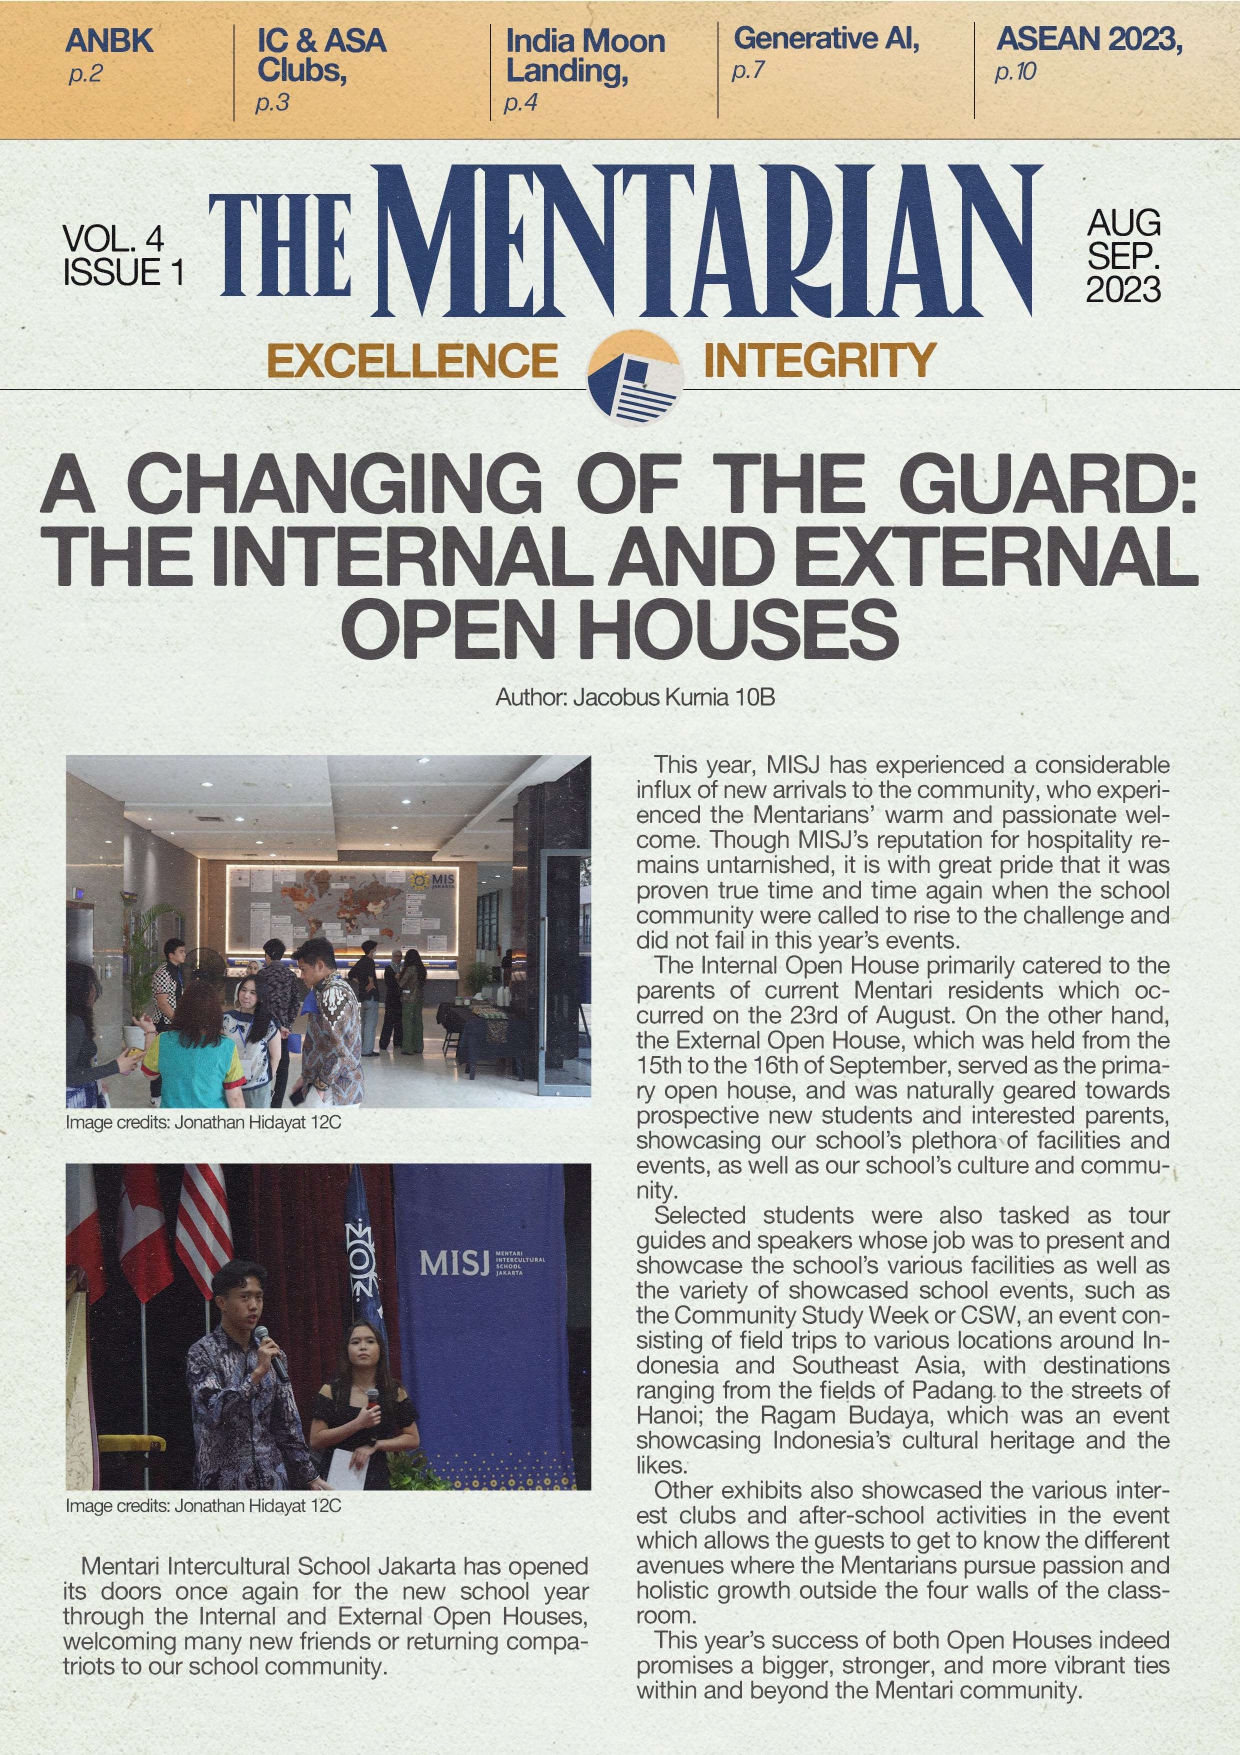 ANBK
p.2
IC & ASA
Clubs,
p.3
India Moon
Landing,
p.4
Generative AI,
p.7
ASEAN 2023,
p.10
VOL. 4
ISSUE 1
THE MENTARIAN
AUG
SEP.
2023
EXCELLENCE INTEGRITY
A CHANGING OF THE GUARD:
THE INTERNAL AND EXTERNAL
OPEN HOUSES
Author: Jacobus Kurnia 10B
MIS
JAKARTA
Image credits: Jonathan Hidayat 12C
MISJ
MENTARI
INTERCULTURAL
SCHOOL
JAKARTA
Image credits: Jonathan Hidayat 12C
Mentari Intercultural School Jakarta has opened
its doors once again for the new school year
through the Internal and External Open Houses,
welcoming many new friends or returning compa-
triots to our school community.
This year, MISJ has experienced a considerable
influx of new arrivals to the community, who experi-
enced the Mentarians' warm and passionate wel-
come. Though MISJ's reputation for hospitality re-
mains untarnished, it is with great pride that it was
proven true time and time again when the school
community were called to rise to the challenge and
did not fail in this year's events.
The Internal Open House primarily catered to the
parents of current Mentari residents which oc-
curred on the 23rd of August. On the other hand,
the External Open House, which was held from the
15th to the 16th of September, served as the prima-
ry open house, and was naturally geared towards
prospective new students and interested parents,
showcasing our school's plethora of facilities and
events, as well as our school's culture and commu-
nity.
Selected students were also tasked as tour
guides and speakers whose job was to present and
showcase the school's various facilities as well as
the variety of showcased school events, such as
the Community Study Week or CSW, an event con-
sisting of field trips to various locations around In-
donesia and Southeast Asia, with destinations
ranging from the fields of Padang to the streets of
Hanoi; the Ragam Budaya, which was an event
showcasing Indonesia's cultural heritage and the
likes.
Other exhibits also showcased the various inter-
est clubs and after-school activities in the event
which allows the guests to get to know the different
avenues where the Mentarians pursue passion and
holistic growth outside the four walls of the class-
room.
This year's success of both Open Houses indeed
promises a bigger, stronger, and more vibrant ties
within and beyond the Mentari community.